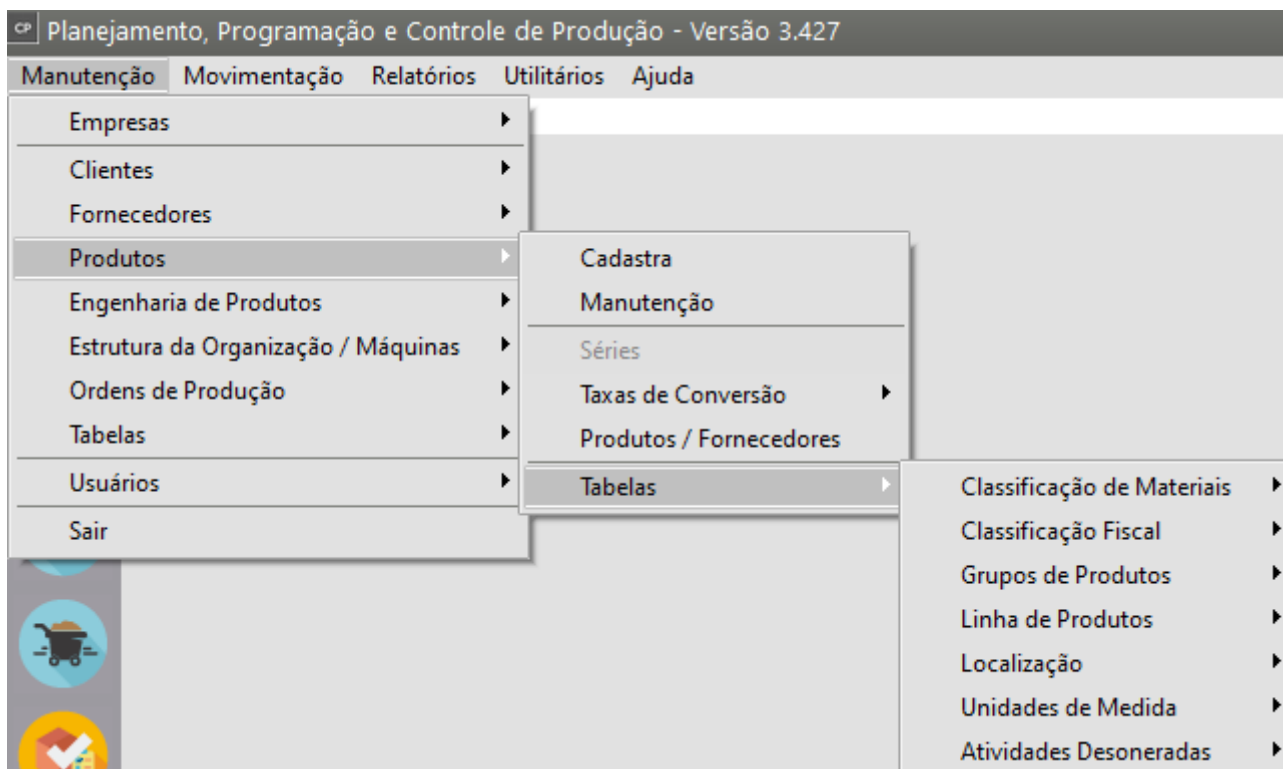 CP Planejamento, Programação e Controle de Produção - Versão 3.427
Manutenção Movimentação Relatórios Utilitários Ajuda
Empresas
Clientes
Fornecedores
Produtos
Engenharia de Produtos
Estrutura da Organização / Máquinas
Ordens de Produção
Tabelas
Usuários
Sair
Cadastra
Manutenção
Séries
Taxas de Conversão
Produtos / Fornecedores
Tabelas
Classificação de Materiais
Classificação Fiscal
Grupos de Produtos
Linha de Produtos
Localização
Unidades de Medida
Atividades Desoneradas